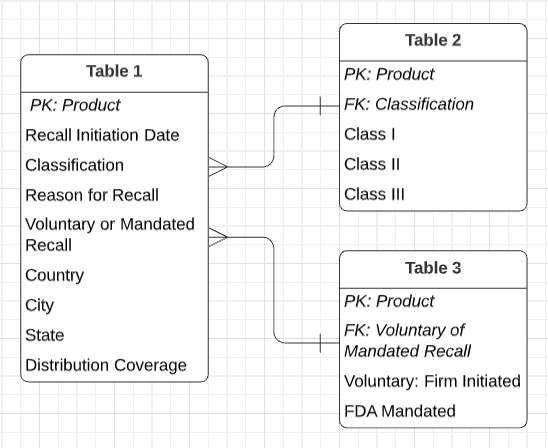 Table 1
PK: Product
Recall Initiation Date
Classification
Reason for Recall
Voluntary or Mandated
Recall
Country
City
State
Distribution Coverage
Table 2
PK: Product
FK: Classification
Class I
Class II
Class III
Table 3
PK: Product
FK: Voluntary of
Mandated Recall
Voluntary: Firm Initiated
FDA Mandated